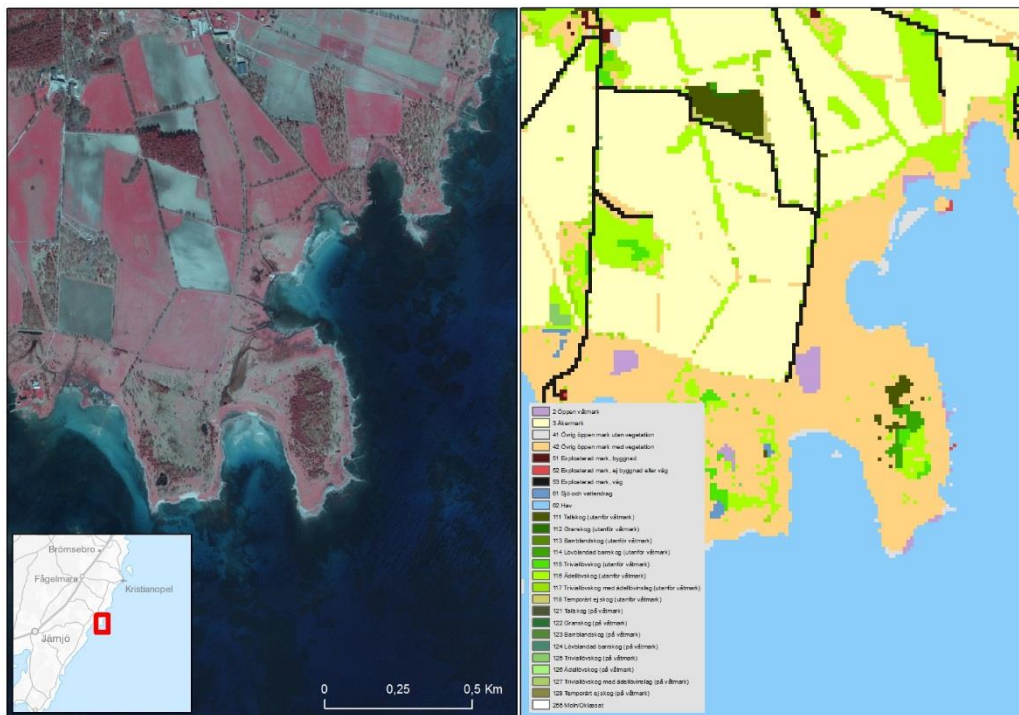 Brömsebro
Fågelmara
Kristianopel
Jämjö
0 0,25 0,5 Km
2 Öppen våtmark
3 Åkermark
41 Övrig öppen mark utan vegetation
42 Övrig öppen mark med vegetation
51 Exploaterad mark, byggnad
52 Exploaterad mark, ej byggnad eller väg
53 Exploaterad mark, väg
61 Sjö och vattendrag
62 Hav
111 Tallskog (utanför våtmark)
112 Granskog (utanför våtmark)
113 Barrblandskog (utanför våtmark)
114 Lövblandad barrskog (utanför våtmark)
115 Triviallövskog (utanför våtmark)
116 Ädellövskog (utanför våtmark)
117 Triviallövskog med ädellövinslag (utanför våtmark)
118 Temporärt ej skog (utanför våtmark)
121 Tallskog (på våtmark)
122 Granskog (på våtmark)
123 Barrblandskog (på våtmark)
124 Lövblandad barrskog (på våtmark)
125 Triviallövskog (på våtmark)
126 Ädellövskog (på våtmark)
127 Triviallövskog med ädellövinslag (på våtmark)
128 Temporärt ej skog (på våtmark)
255 Moln/Oklassat